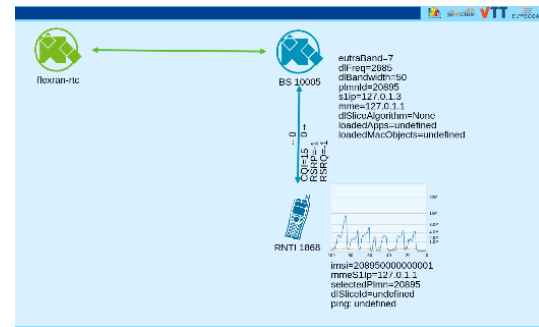 VTT
flexran-rtc
BS 10005
eutraBand=7
dlFreq=2685
dlBandwidth=50
plmnId=20895
s1ip=127.0.1.3
mme=127.0.1.1
dlSliceAlgorithm=None
loadedApps=undefined
loadedMacObjects=undefined
CQI=15
RSRP=-1
RSRQ=-1
RNTI 1868
imsi=208950000000001
mmeS1Ip=127.0.1.1
selectedPlmn=20895
dlSliceId=undefined
ping: undefined